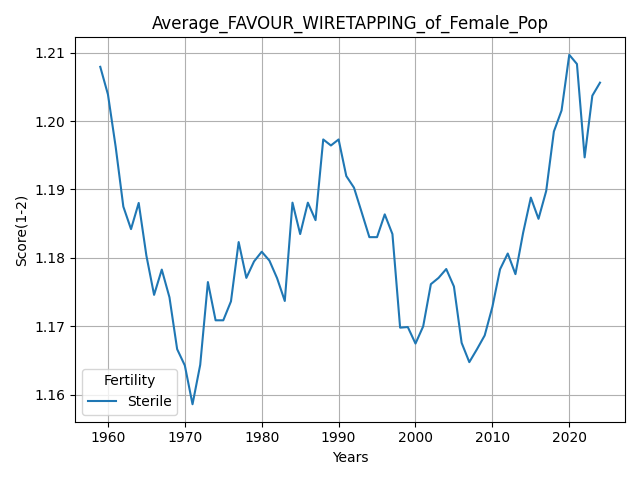 Average_FAVOUR_WIRETAPPING_of_Female_Pop
Score(1-2)
1.21
1.20
1.19
1.18
1.17
1.16
Fertility
Sterile
1960 1970 1980 1990 2000 2010 2020
Years